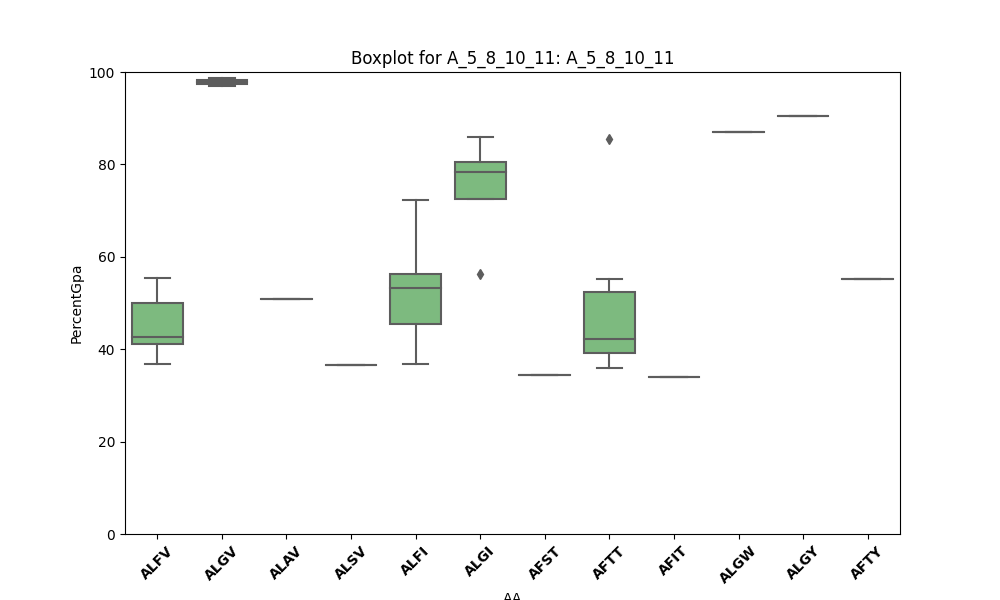 Boxplot for A_5_8_10_11: A_5_8_10_11
100
80
60
40
20
0
PercentGpa
ALFV ALGV ALAV ALSV ALFI ALGI AFST AFTT AFIT ALGW ALGY AFTY
AA